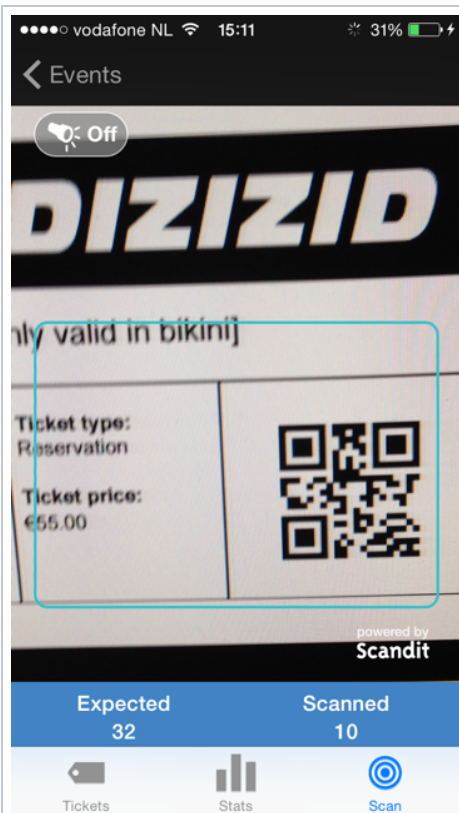 vodafone NL 15:11 31%
Events
Off
DIZIZID
nly valid in bikini]
Ticket type:
Reservation
Ticket price:
€55.00
powered by
Scandit
Expected Scanned
32 10
Tickets Stats Scan